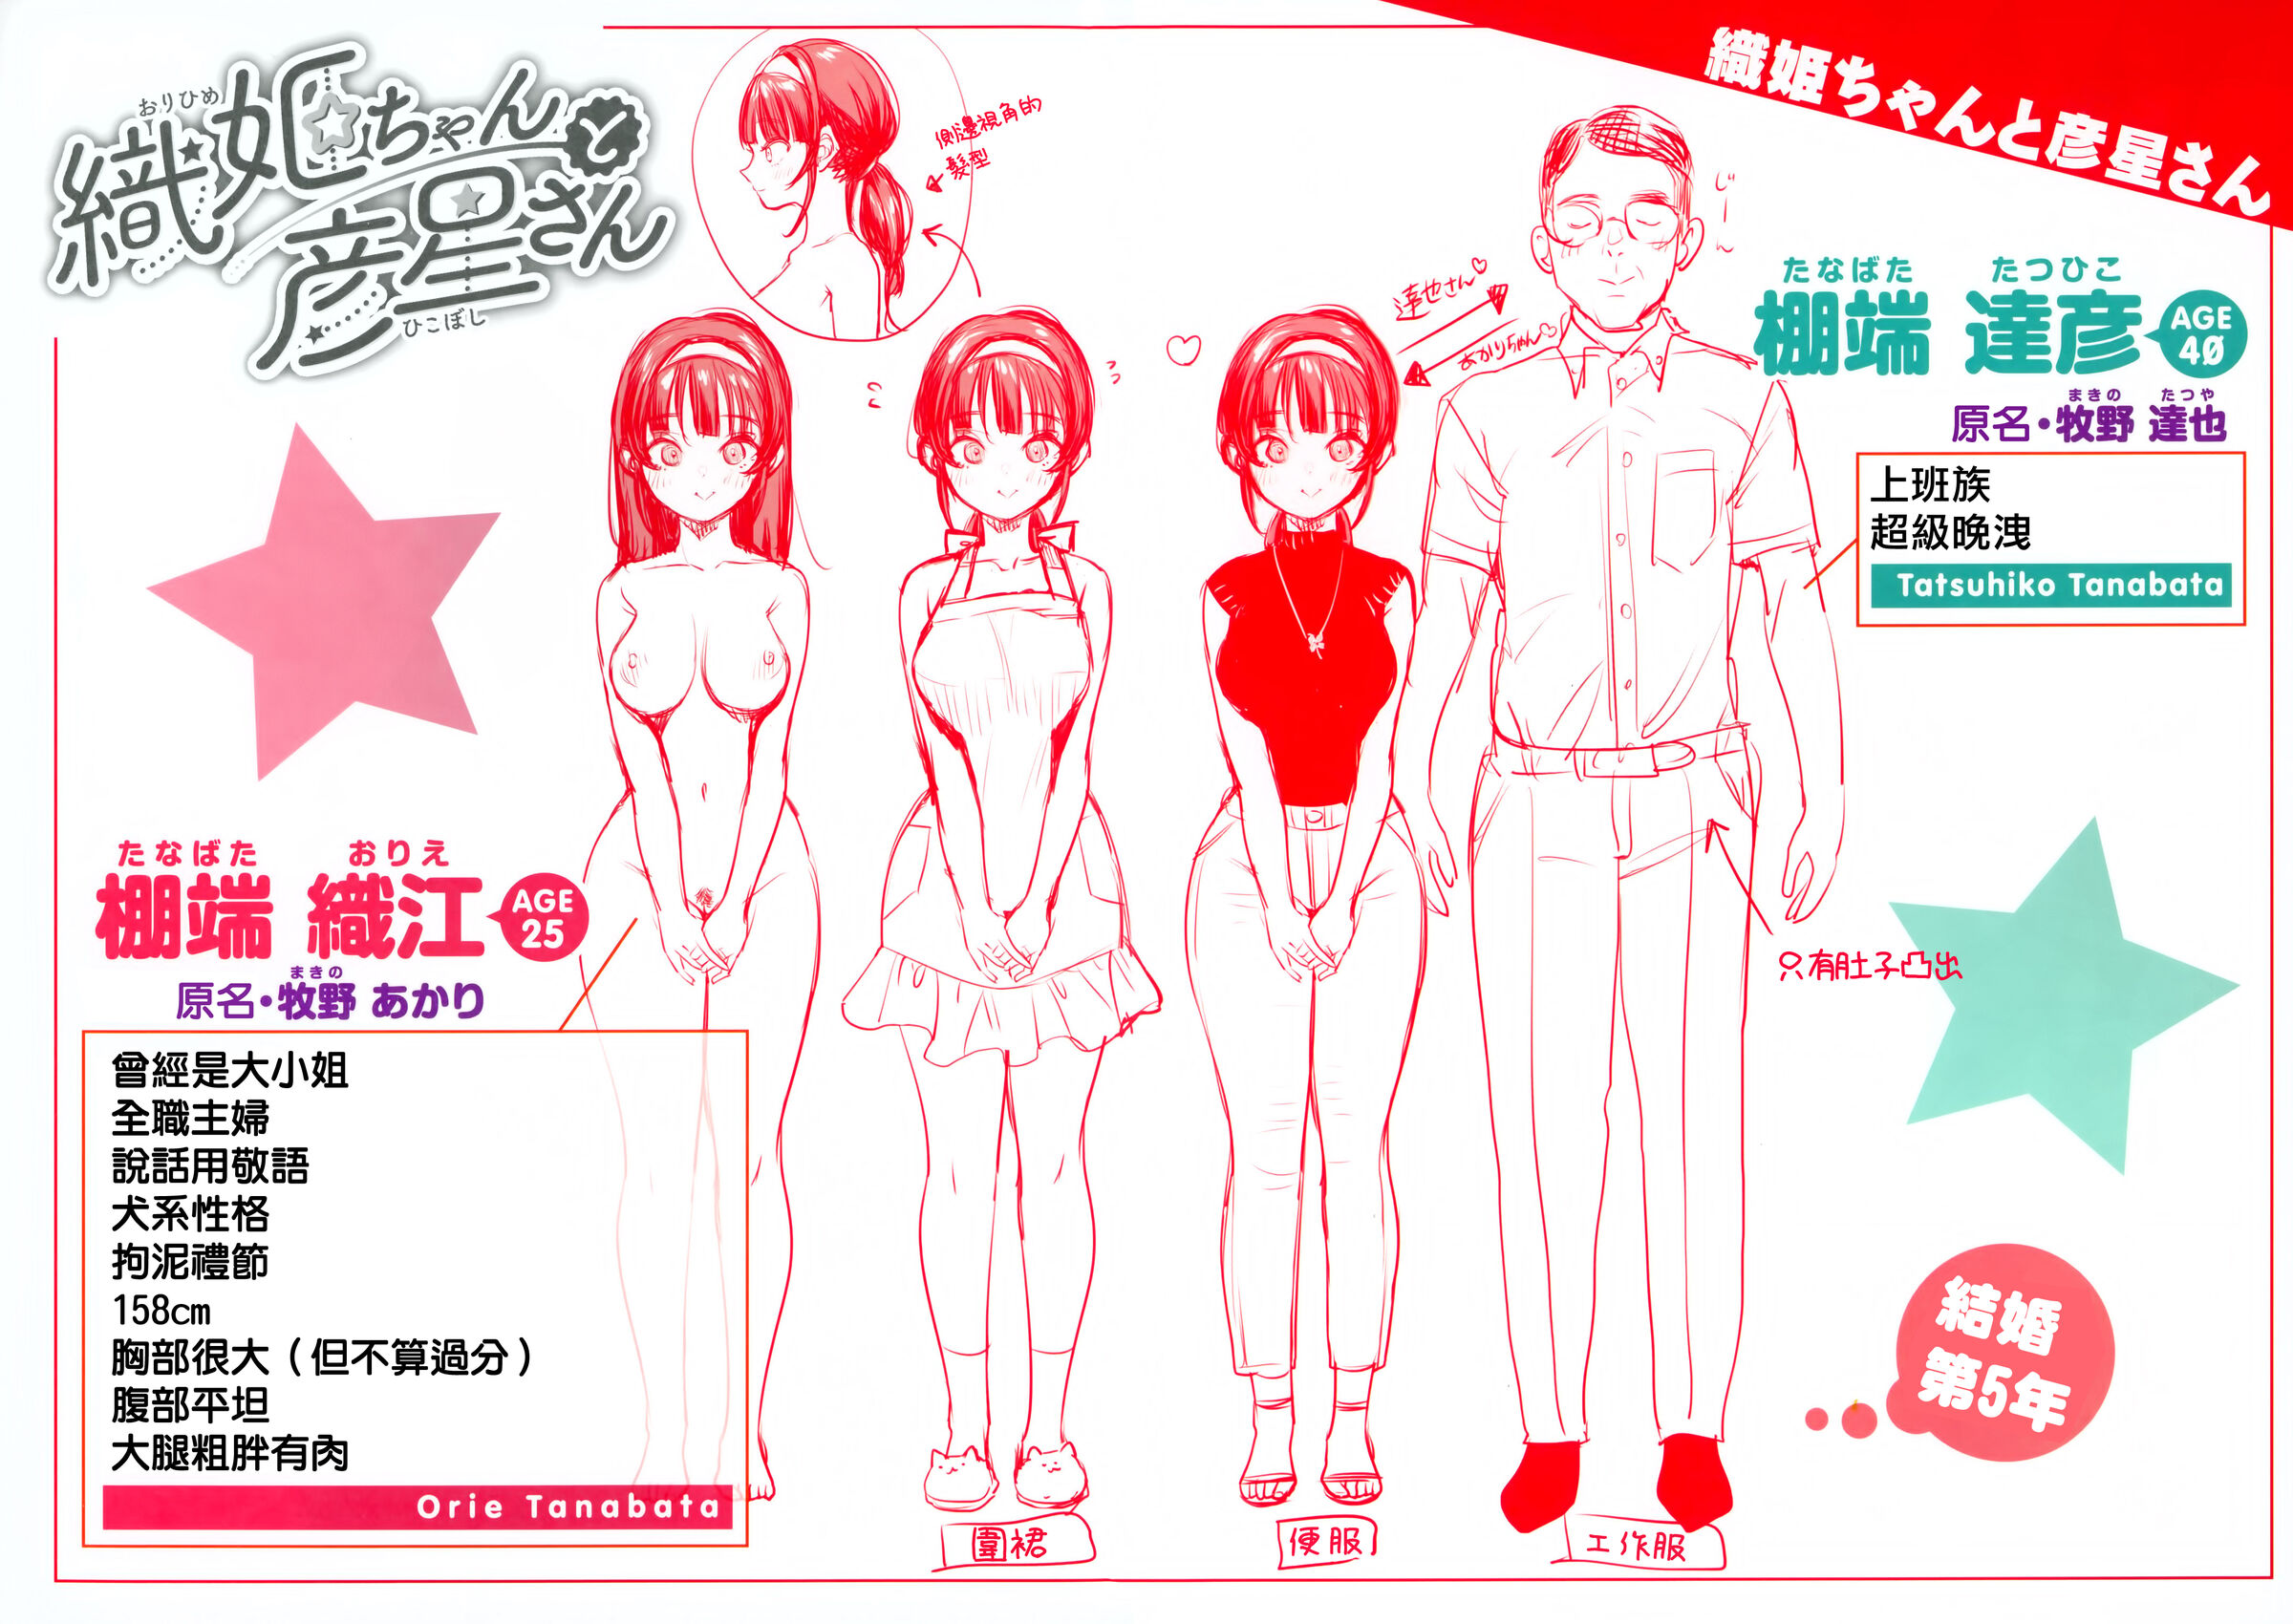 おりひめ
織姫ちゃんと
彦星さん
ひこぼし
織姫ちゃんと彦星さん
側邊視角的
髮型
じーん
達也さん♡
あかりちゃん♡
たなばた たつひこ
棚端 達彦
AGE
40
まきの たつや
原名・牧野 達也
上班族
超級晚洩
Tatsuhiko Tanabata
たなばた おりえ
棚端 織江
AGE
25
まきの
原名・牧野 あかり
曾經是大小姐
全職主婦
說話用敬語
犬系性格
拘泥禮節
158cm
胸部很大（但不算過分）
腹部平坦
大腿粗胖有肉
Orie Tanabata
只有肚子凸出
結婚
第5年
圍裙
便服
工作服